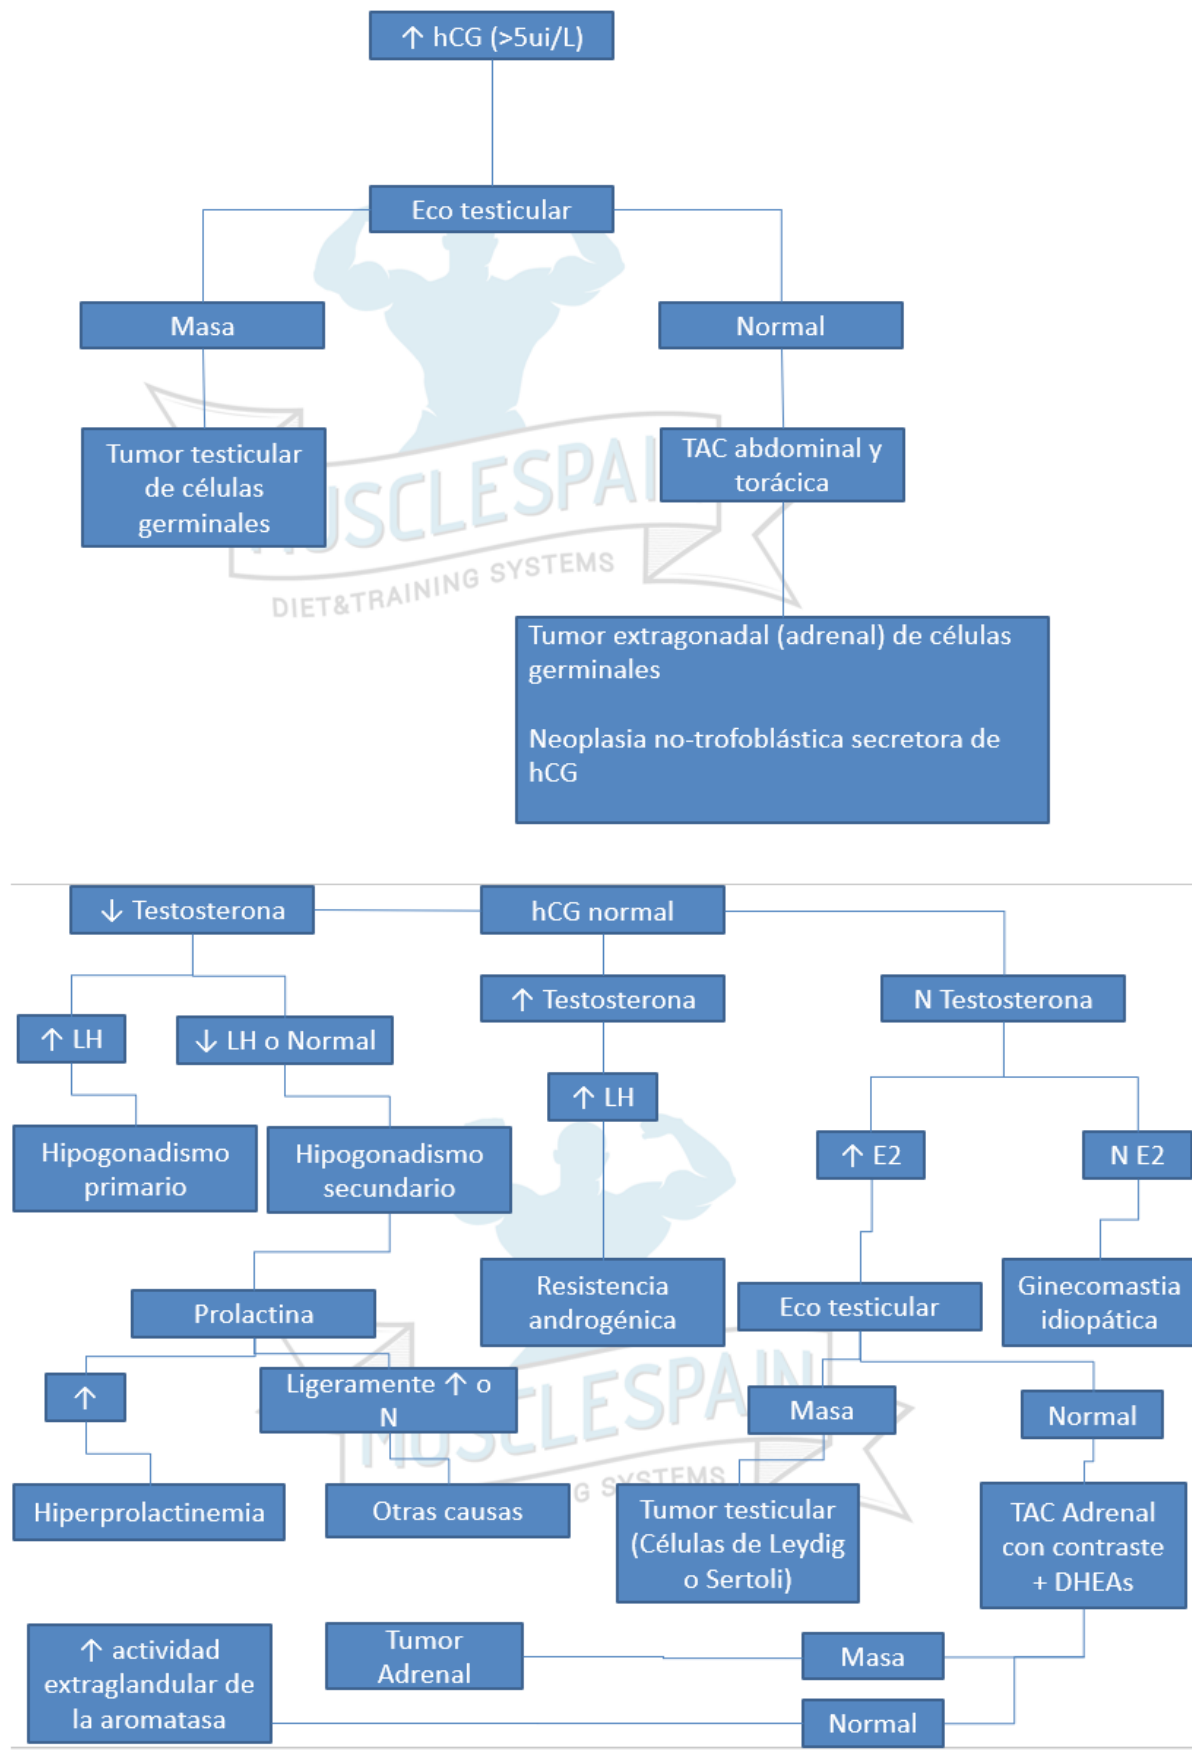 ↑ hCG (>5ui/L)
Eco testicular
Masa
Normal
Tumor testicular
de células
germinales
TAC abdominal y
torácica
MUSCLESPAIN
DIET&TRAINING SYSTEMS
Tumor extragonadal (adrenal) de células
germinales
Neoplasia no-trofoblástica secretora de
hCG
↓ Testosterona
hCG normal
↑ Testosterona
N Testosterona
↑ LH
↓ LH o Normal
↑ LH
Hipogonadismo
primario
Hipogonadismo
secundario
↑ E2
N E2
Prolactina
Resistencia
androgénica
Eco testicular
Ginecomastia
idiopática
↑
Ligeramente ↑ o
N
Masa
Normal
MUSCLESPAIN
G SYSTEMS
Hiperprolactinemia
Otras causas
Tumor testicular
(Células de Leydig
o Sertoli)
TAC Adrenal
con contraste
+ DHEAs
↑ actividad
extraglandular de
la aromatasa
Tumor
Adrenal
Masa
Normal